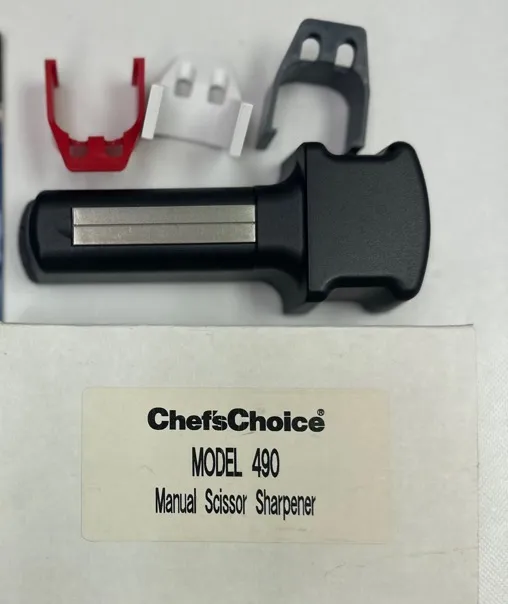 Chef'sChoice®
MODEL 490
Manual Scissor Sharpener